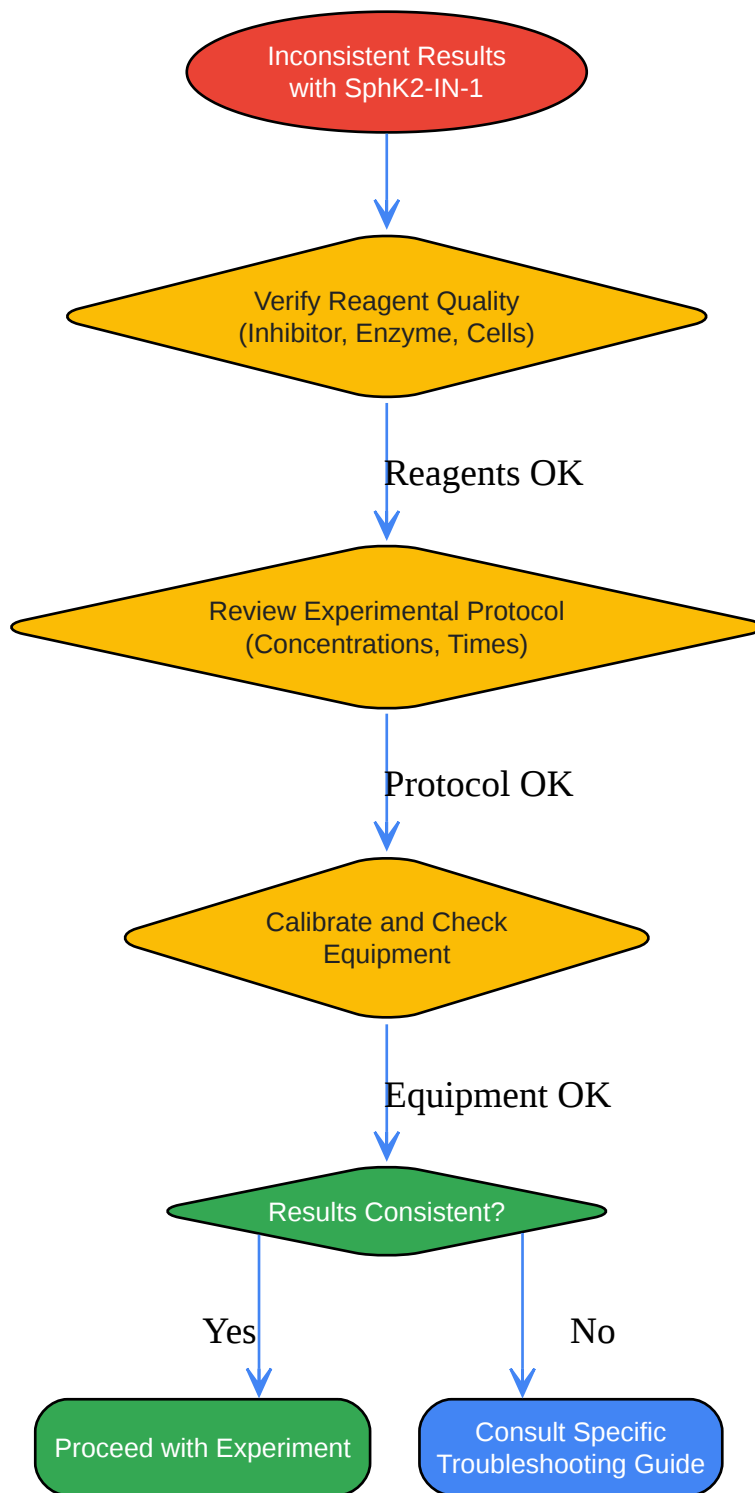 Inconsistent Results
with SphK2-IN-1
Verify Reagent Quality
(Inhibitor, Enzyme, Cells)
Reagents OK
Review Experimental Protocol
(Concentrations, Times)
Protocol OK
Calibrate and Check
Equipment
Equipment OK
Results Consistent?
Yes
No
Proceed with Experiment
Consult Specific
Troubleshooting Guide